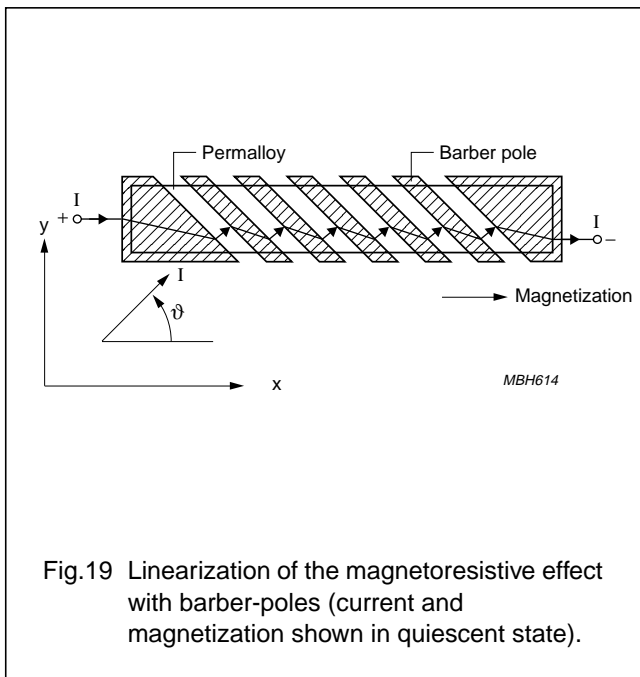 Permalloy
Barber pole
I
I
y
+
–
I
ϑ
Magnetization
x
MBH614
Fig.19 Linearization of the magnetoresistive effect
with barber-poles (current and
magnetization shown in quiescent state).